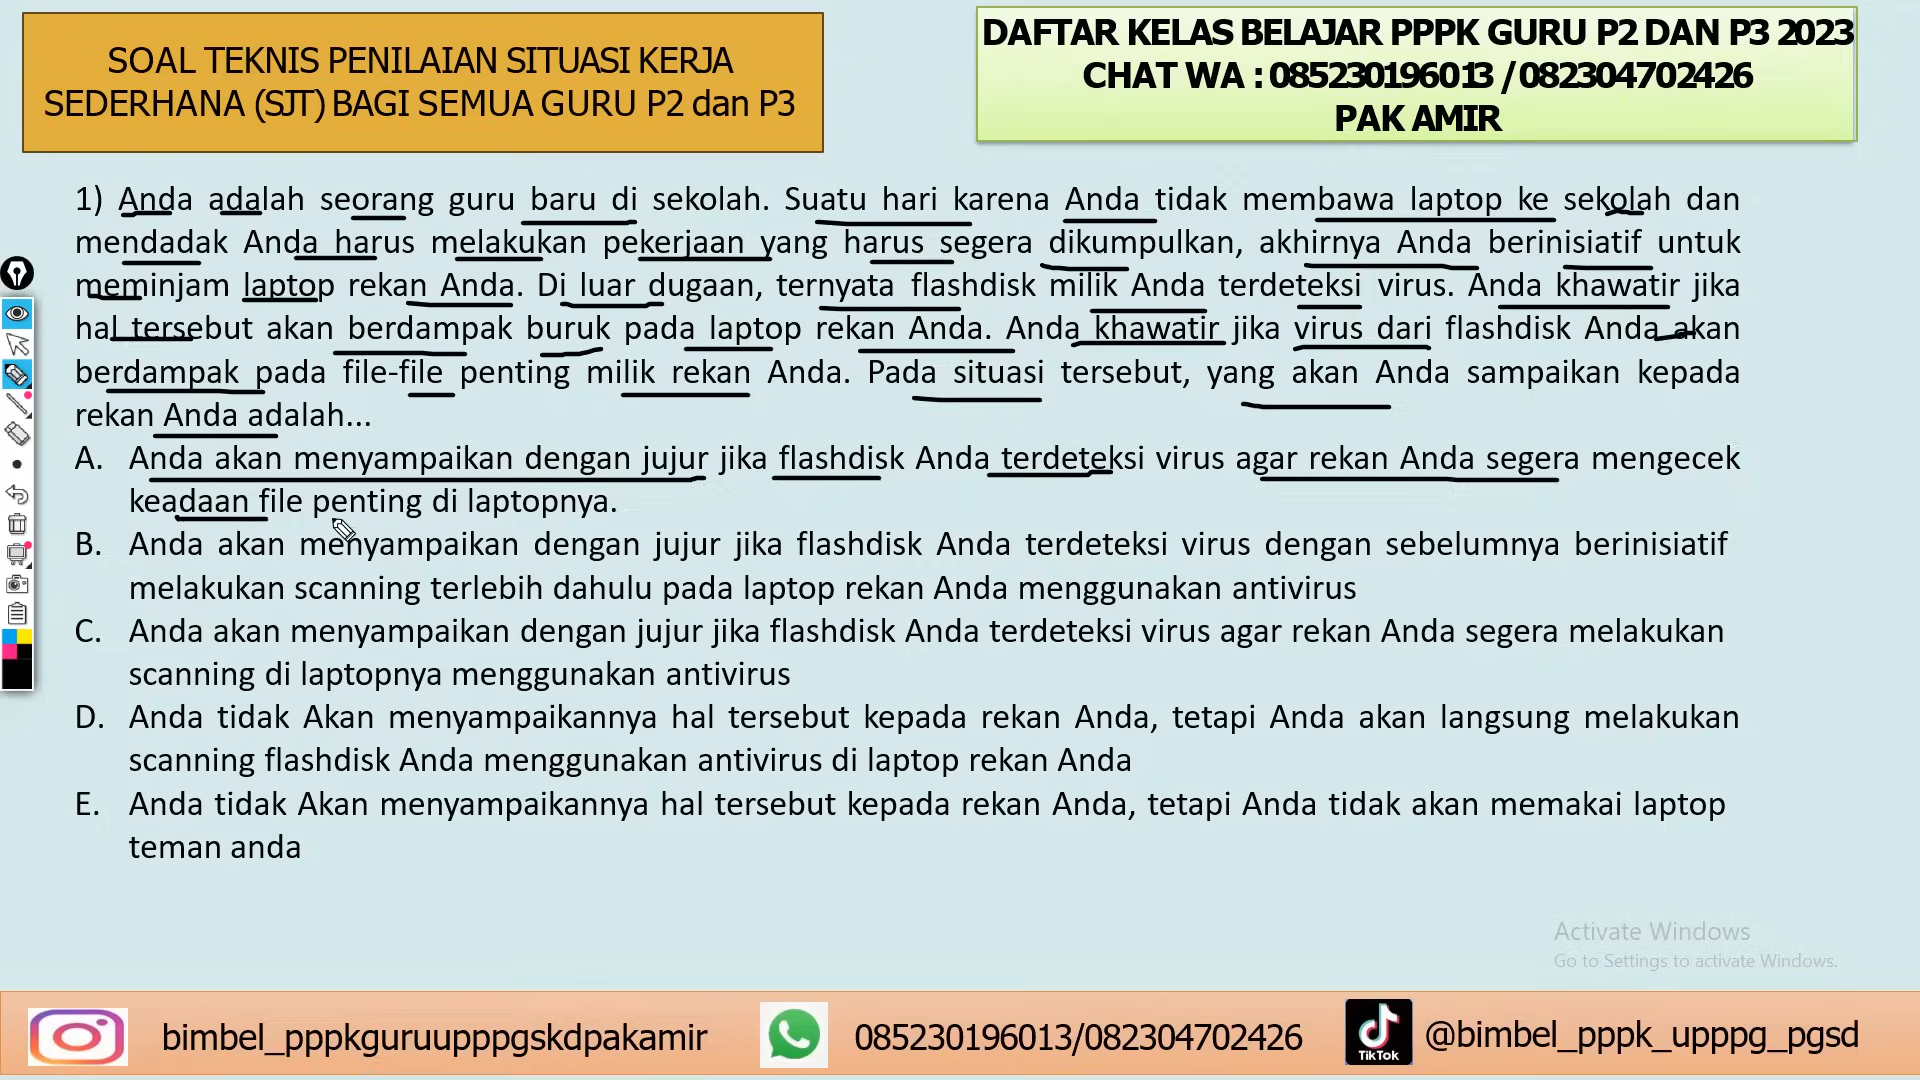 SOAL TEKNIS PENILAIAN SITUASI KERJA
SEDERHANA (SJT) BAGI SEMUA GURU P2 dan P3
DAFTAR KELAS BELAJAR PPPK GURU P2 DAN P3 2023
CHAT WA : 085230196013 / 082304702426
PAK AMIR
1) Anda adalah seorang guru baru di sekolah. Suatu hari karena Anda tidak membawa laptop ke sekolah dan
mendadak Anda harus melakukan pekerjaan yang harus segera dikumpulkan, akhirnya Anda berinisiatif untuk
meminjam laptop rekan Anda. Di luar dugaan, ternyata flashdisk milik Anda terdeteksi virus. Anda khawatir jika
hal tersebut akan berdampak buruk pada laptop rekan Anda. Anda khawatir jika virus dari flashdisk Anda akan
berdampak pada file-file penting milik rekan Anda. Pada situasi tersebut, yang akan Anda sampaikan kepada
rekan Anda adalah...
A. Anda akan menyampaikan dengan jujur jika flashdisk Anda terdeteksi virus agar rekan Anda segera mengecek
keadaan file penting di laptopnya.
B. Anda akan menyampaikan dengan jujur jika flashdisk Anda terdeteksi virus dengan sebelumnya berinisiatif
melakukan scanning terlebih dahulu pada laptop rekan Anda menggunakan antivirus
C. Anda akan menyampaikan dengan jujur jika flashdisk Anda terdeteksi virus agar rekan Anda segera melakukan
scanning di laptopnya menggunakan antivirus
D. Anda tidak Akan menyampaikannya hal tersebut kepada rekan Anda, tetapi Anda akan langsung melakukan
scanning flashdisk Anda menggunakan antivirus di laptop rekan Anda
E. Anda tidak Akan menyampaikannya hal tersebut kepada rekan Anda, tetapi Anda tidak akan memakai laptop
teman anda
Activate Windows
Go to Settings to activate Windows.
bimbel_pppkguruupppgskdpakamir
085230196013/082304702426
TikTok
@bimbel_pppk_upppg_pgsd